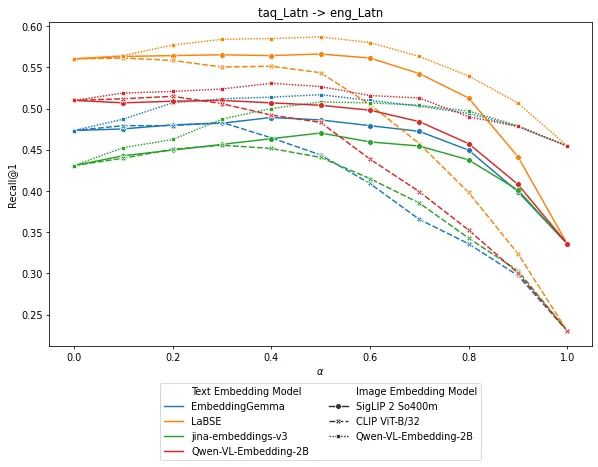 taq_Latn -> eng_Latn
Recall@1
0.60
0.55
0.50
0.45
0.40
0.35
0.30
0.25
0.0 0.2 0.4 0.6 0.8 1.0
α
Text Embedding Model Image Embedding Model
EmbeddingGemma SigLIP 2 So400m
LaBSE CLIP ViT-B/32
jina-embeddings-v3 Qwen-VL-Embedding-2B
Qwen-VL-Embedding-2B